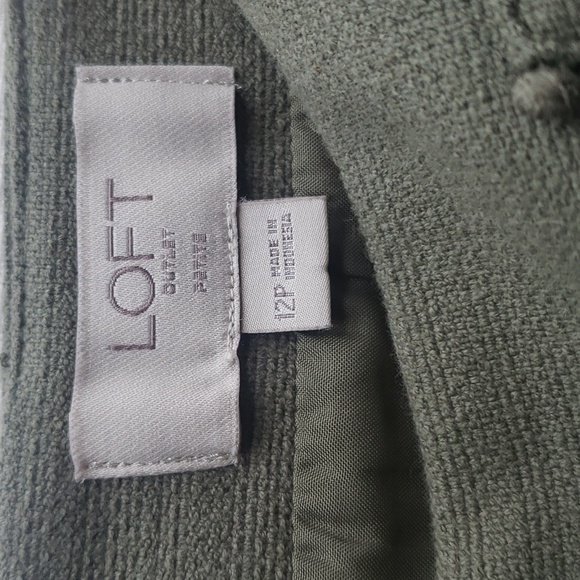 LOFT
OUTLET
PETITE
MADE IN
INDONESIA
12P